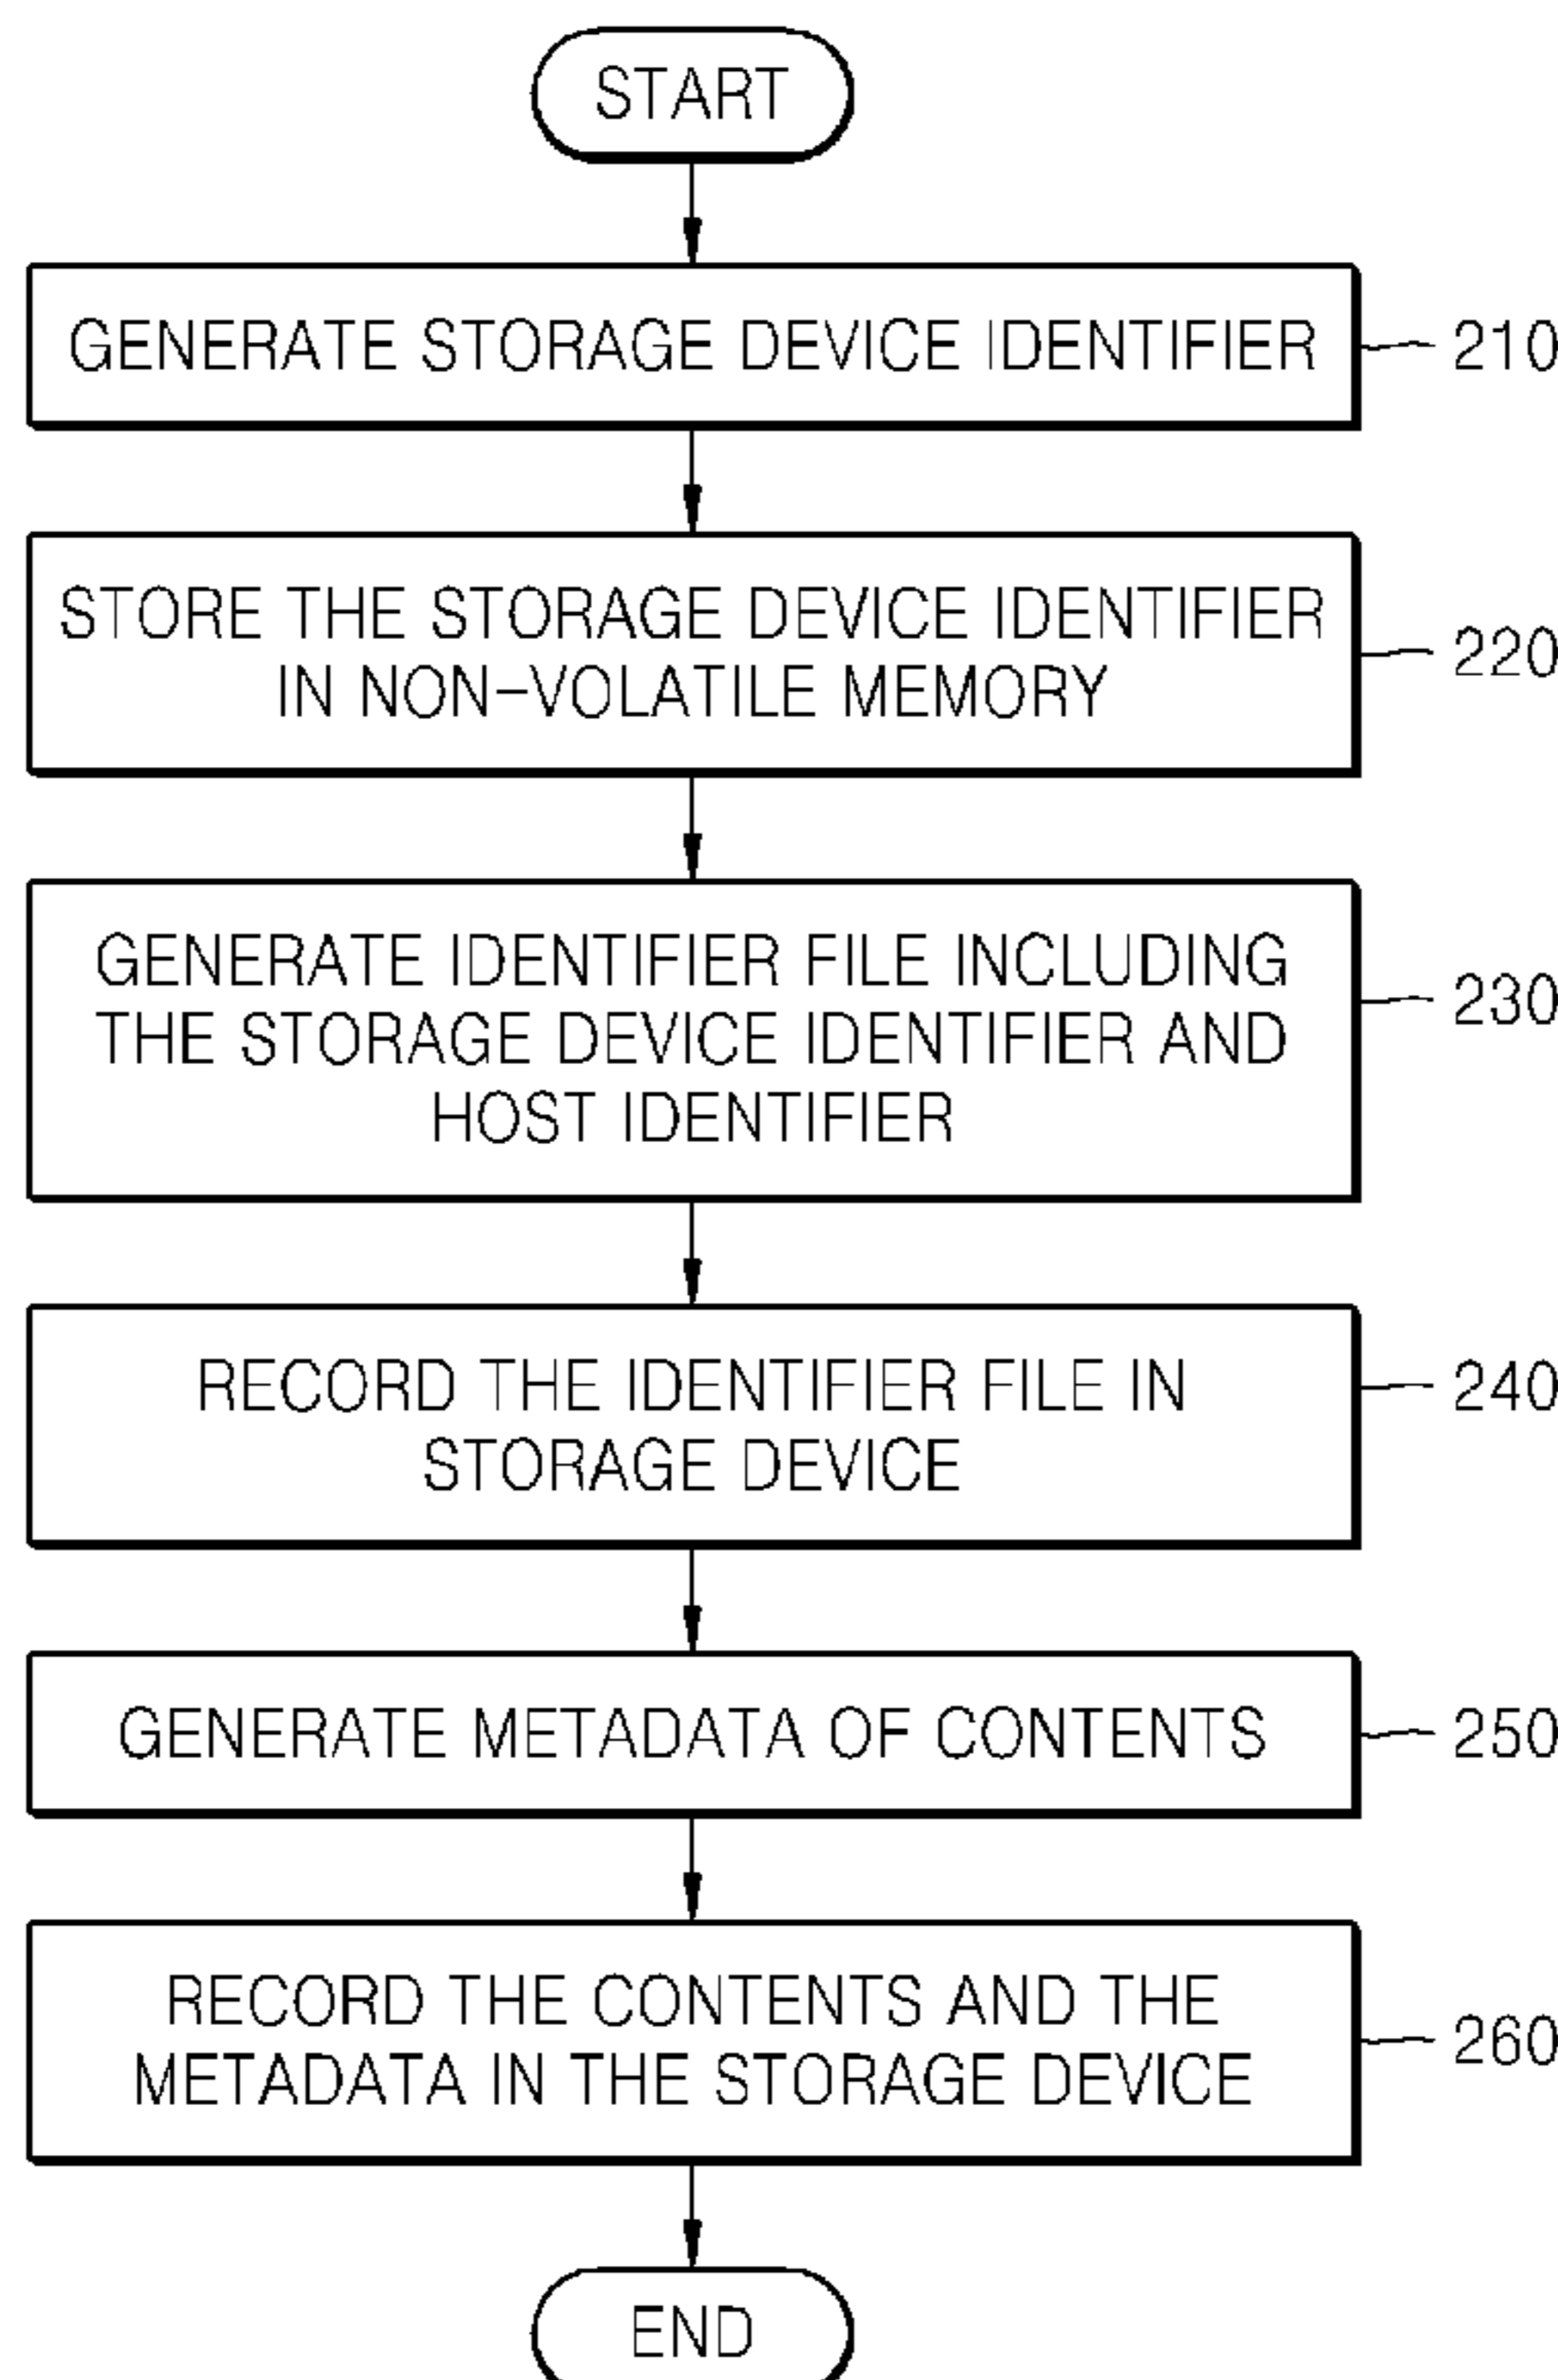 START
GENERATE STORAGE DEVICE IDENTIFIER
210
STORE THE STORAGE DEVICE IDENTIFIER
IN NON-VOLATILE MEMORY
220
GENERATE IDENTIFIER FILE INCLUDING
THE STORAGE DEVICE IDENTIFIER AND
HOST IDENTIFIER
230
RECORD THE IDENTIFIER FILE IN
STORAGE DEVICE
240
GENERATE METADATA OF CONTENTS
250
RECORD THE CONTENTS AND THE
METADATA IN THE STORAGE DEVICE
260
END